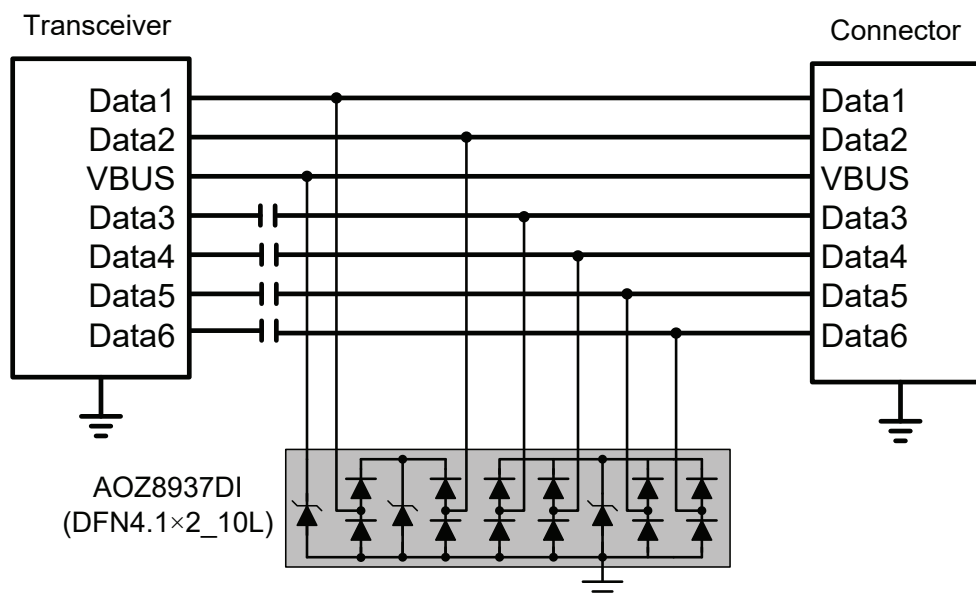 Transceiver
Connector
Data1
Data2
VBUS
Data3
Data4
Data5
Data6
Data1
Data2
VBUS
Data3
Data4
Data5
Data6
AOZ8937DI
(DFN4.1×2_10L)